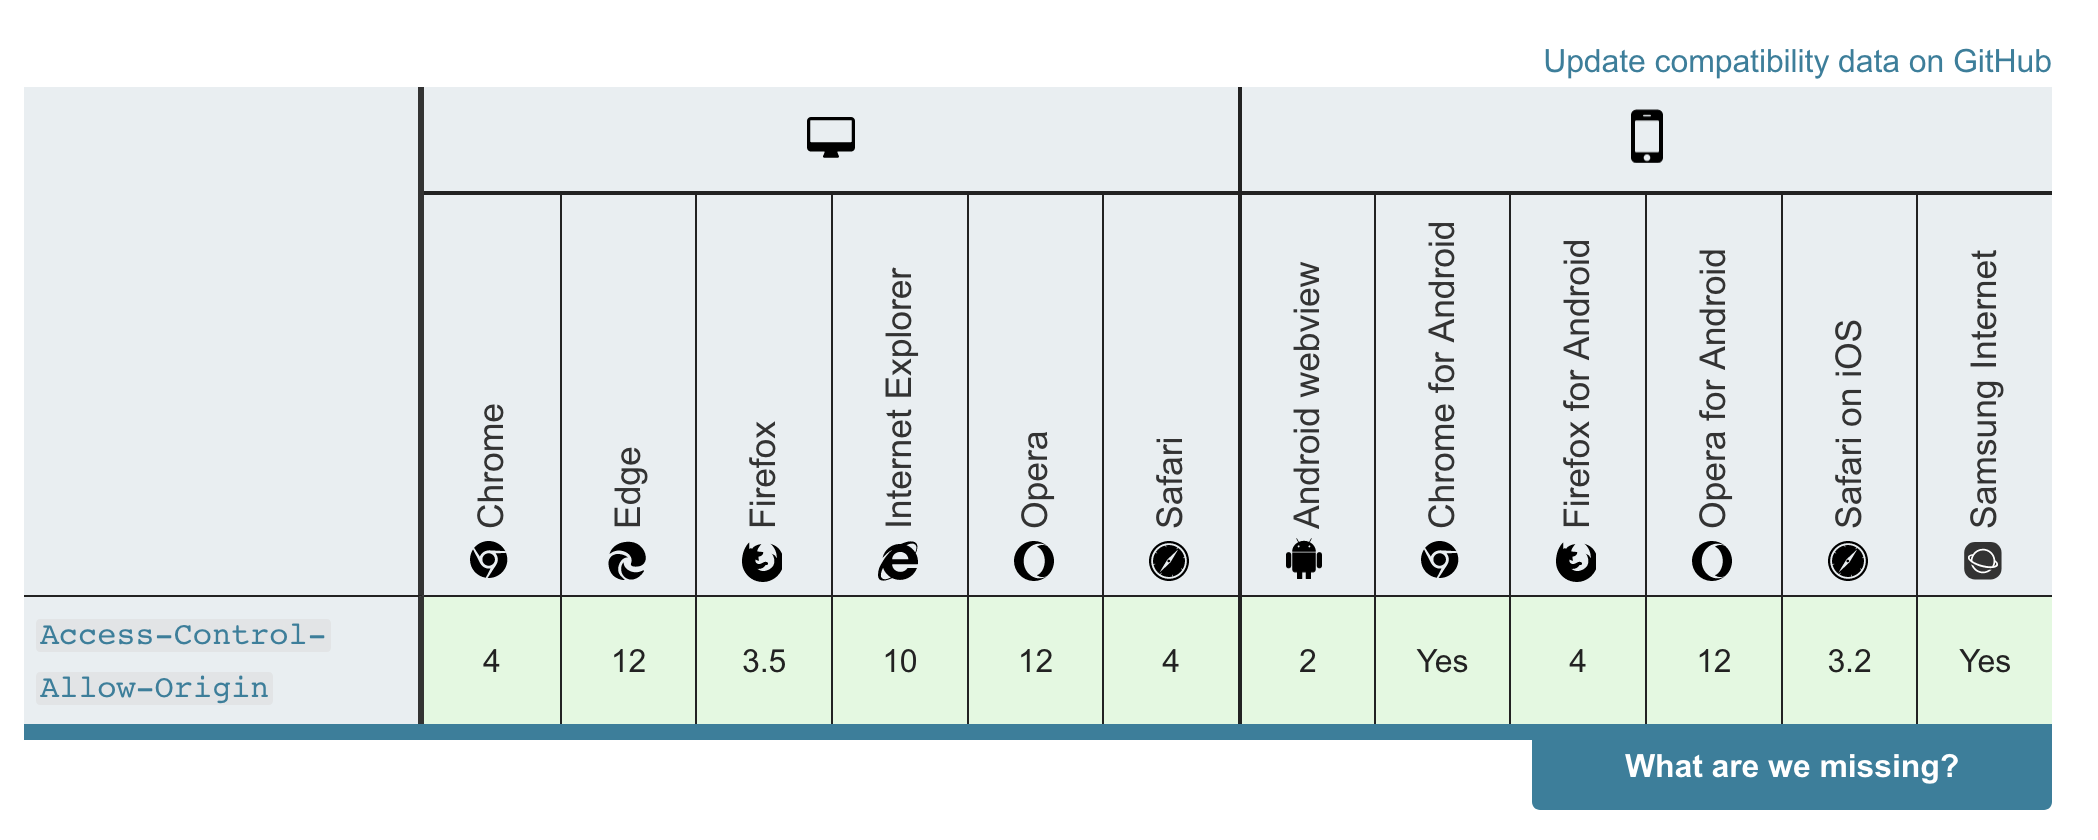 Update compatibility data on GitHub
Chrome
Edge
Firefox
Internet Explorer
Opera
Safari
Android webview
Chrome for Android
Firefox for Android
Opera for Android
Safari on iOS
Samsung Internet
Access-Control-
Allow-Origin
4
12
3.5
10
12
4
2
Yes
4
12
3.2
Yes
What are we missing?